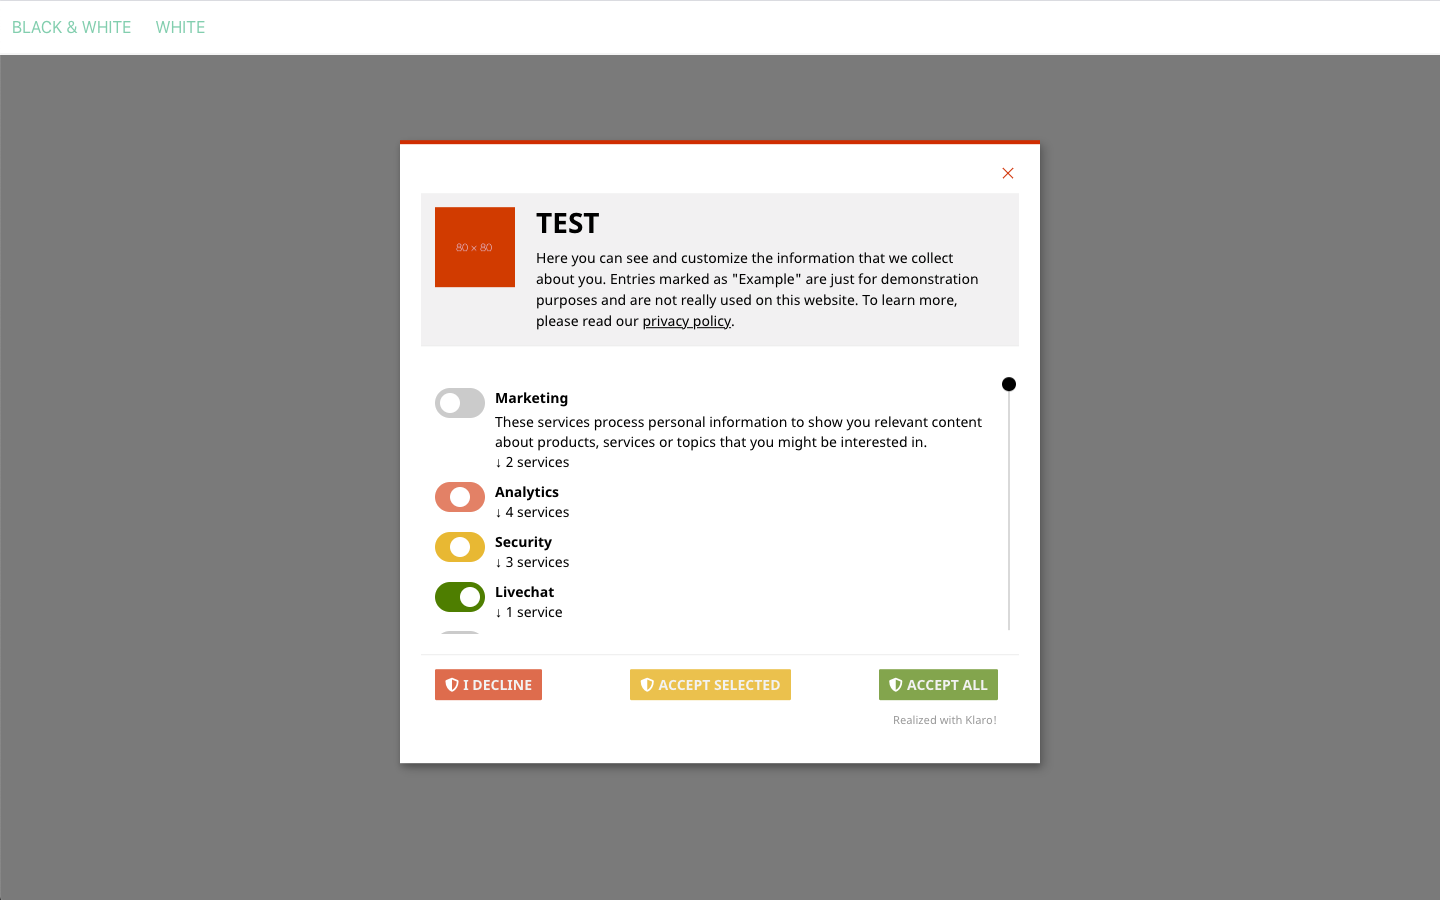 BLACK & WHITE WHITE
80 × 80
TEST
Here you can see and customize the information that we collect
about you. Entries marked as "Example" are just for demonstration
purposes and are not really used on this website. To learn more,
please read our privacy policy.
Marketing
These services process personal information to show you relevant content
about products, services or topics that you might be interested in.
↓ 2 services
Analytics
↓ 4 services
Security
↓ 3 services
Livechat
↓ 1 service
I DECLINE ACCEPT SELECTED ACCEPT ALL
Realized with Klaro!